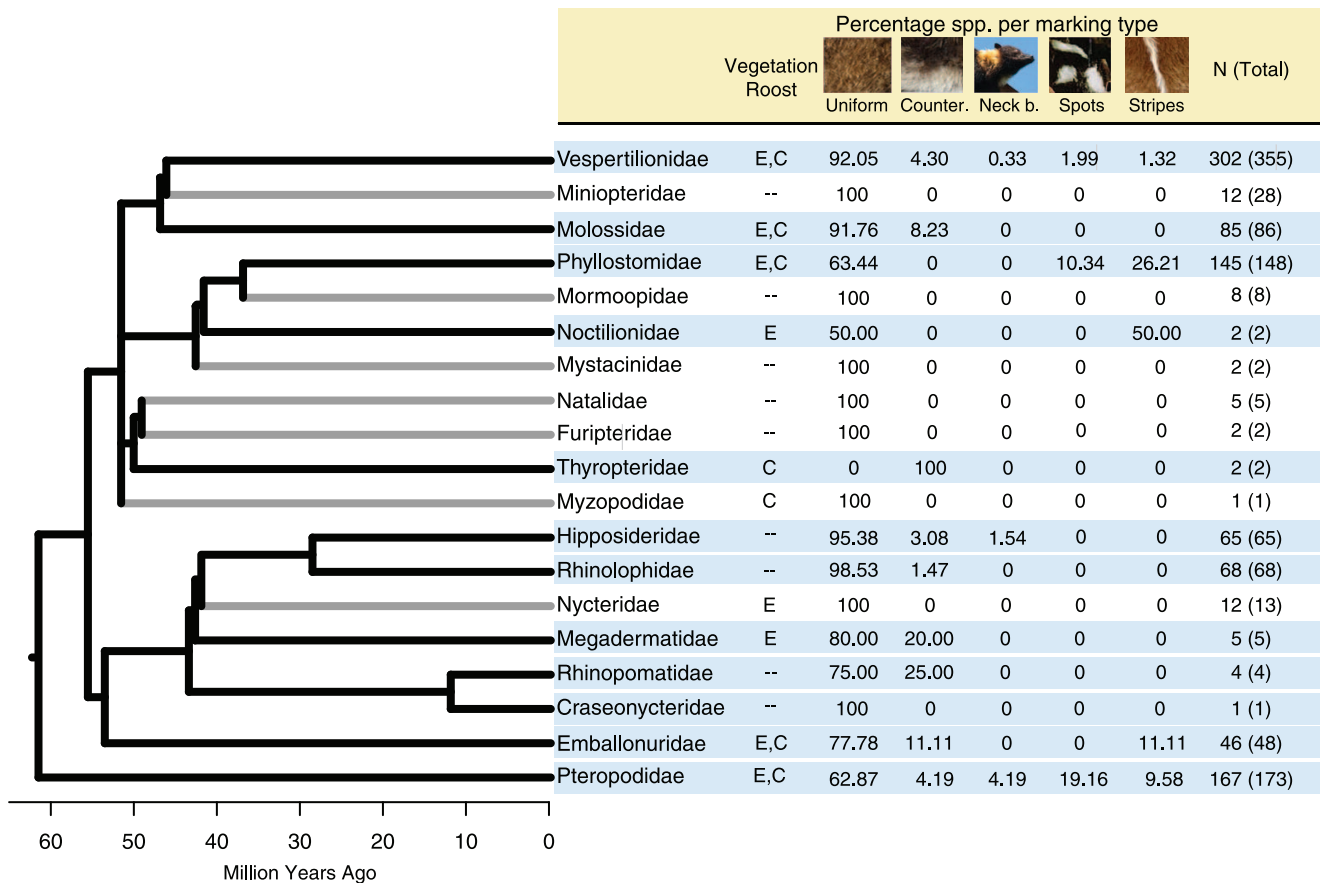 Percentage spp. per marking type
Vegetation Roost Uniform Counter. Neck b. Spots Stripes N (Total)
Vespertilionidae E,C 92.05 4.30 0.33 1.99 1.32 302 (355)
Miniopteridae -- 100 0 0 0 0 12 (28)
Molossidae E,C 91.76 8.23 0 0 0 85 (86)
Phyllostomidae E,C 63.44 0 0 10.34 26.21 145 (148)
Mormoopidae -- 100 0 0 0 0 8 (8)
Noctilionidae E 50.00 0 0 0 50.00 2 (2)
Mystacinidae -- 100 0 0 0 0 2 (2)
Natalidae -- 100 0 0 0 0 5 (5)
Furipteridae -- 100 0 0 0 0 2 (2)
Thyropteridae C 0 100 0 0 0 2 (2)
Myzopodidae C 100 0 0 0 0 1 (1)
Hipposideridae -- 95.38 3.08 1.54 0 0 65 (65)
Rhinolophidae -- 98.53 1.47 0 0 0 68 (68)
Nycteridae E 100 0 0 0 0 12 (13)
Megadermatidae E 80.00 20.00 0 0 0 5 (5)
Rhinopomatidae -- 75.00 25.00 0 0 0 4 (4)
Craseonycteridae -- 100 0 0 0 0 1 (1)
Emballonuridae E,C 77.78 11.11 0 0 11.11 46 (48)
Pteropodidae E,C 62.87 4.19 4.19 19.16 9.58 167 (173)
60 50 40 30 20 10 0
Million Years Ago